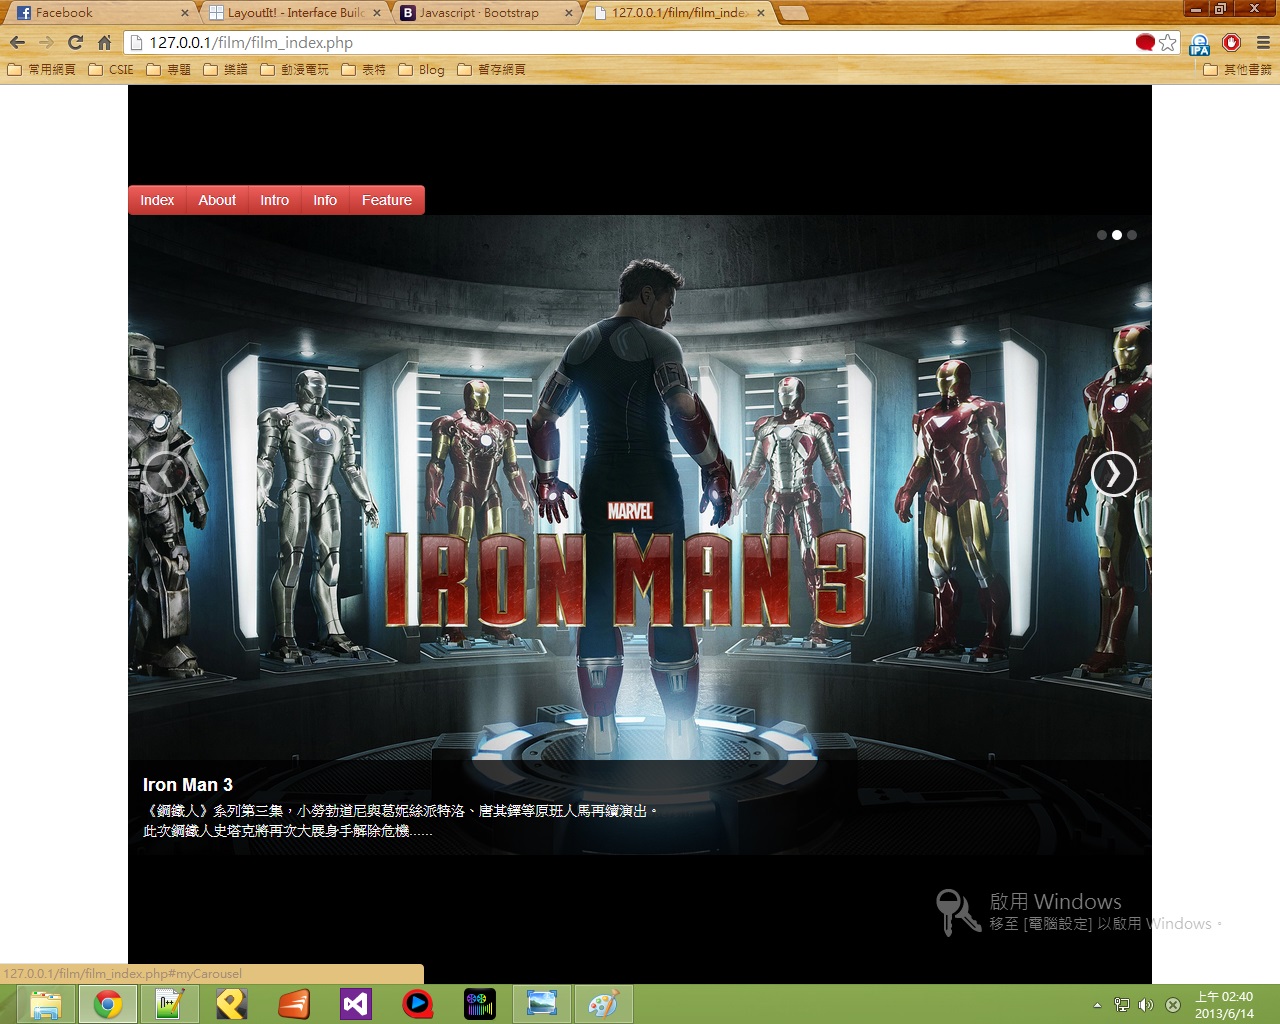 Facebook
LayoutIt! - Interface Buil
Javascript · Bootstrap
127.0.0.1/film/film_inde
127.0.0.1/film/film_index.php
IPA
常用網頁
CSIE
專題
樂譜
動漫電玩
表特
Blog
暫存網頁
其他書籤
Index
About
Intro
Info
Feature
MARVEL
IRON MAN 3
Iron Man 3
《鋼鐵人》系列第三集，小勞勃道尼與葛妮絲派特洛、唐其鐸等原班人馬再續演出。
此次鋼鐵人史塔克將再次大展身手解除危機......
啟用 Windows
移至 [電腦設定] 以啟用 Windows。
127.0.0.1/film/film_index.php#myCarousel
上午 02:40
2013/6/14